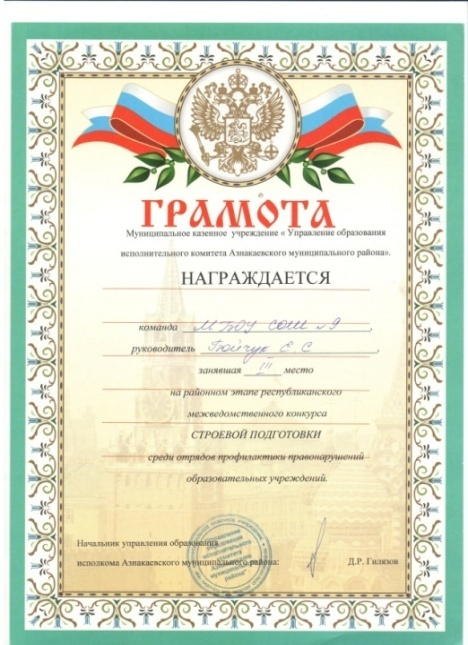 ГРАМОТА
Муниципальное казенное учреждение « Управление образования
исполнительного комитета Азнакаевского муниципального района».
НАГРАЖДАЕТСЯ
команда МБОУ СОШ №9,
руководитель Е. С,
занявшая III место
на районном этапе республиканского
межведомственного конкурса
СТРОЕВОЙ ПОДГОТОВКИ
среди отрядов профилактики правонарушений
образовательных учреждений.
Начальник управления образования
исполкома Азнакаевского муниципального района:
Д.Р. Гилязов